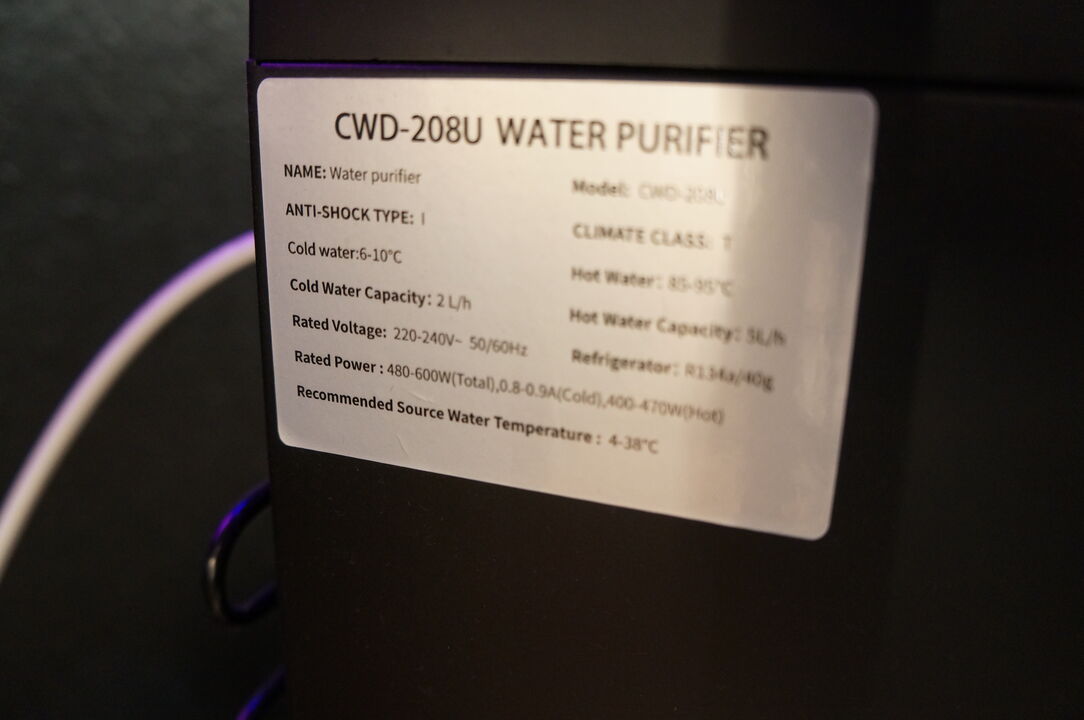 CWD-208U WATER PURIFIER
NAME: Water purifier
Model: CWD-208U
ANTI-SHOCK TYPE: I
CLIMATE CLASS: T
Cold water:6-10°C
Hot Water: 85-95°C
Cold Water Capacity: 2 L/h
Hot Water Capacity: 5L/h
Rated Voltage: 220-240V~ 50/60Hz
Refrigerator: R134a/40g
Rated Power : 480-600W(Total),0.8-0.9A(Cold),400-470W(Hot)
Recommended Source Water Temperature : 4-38°C